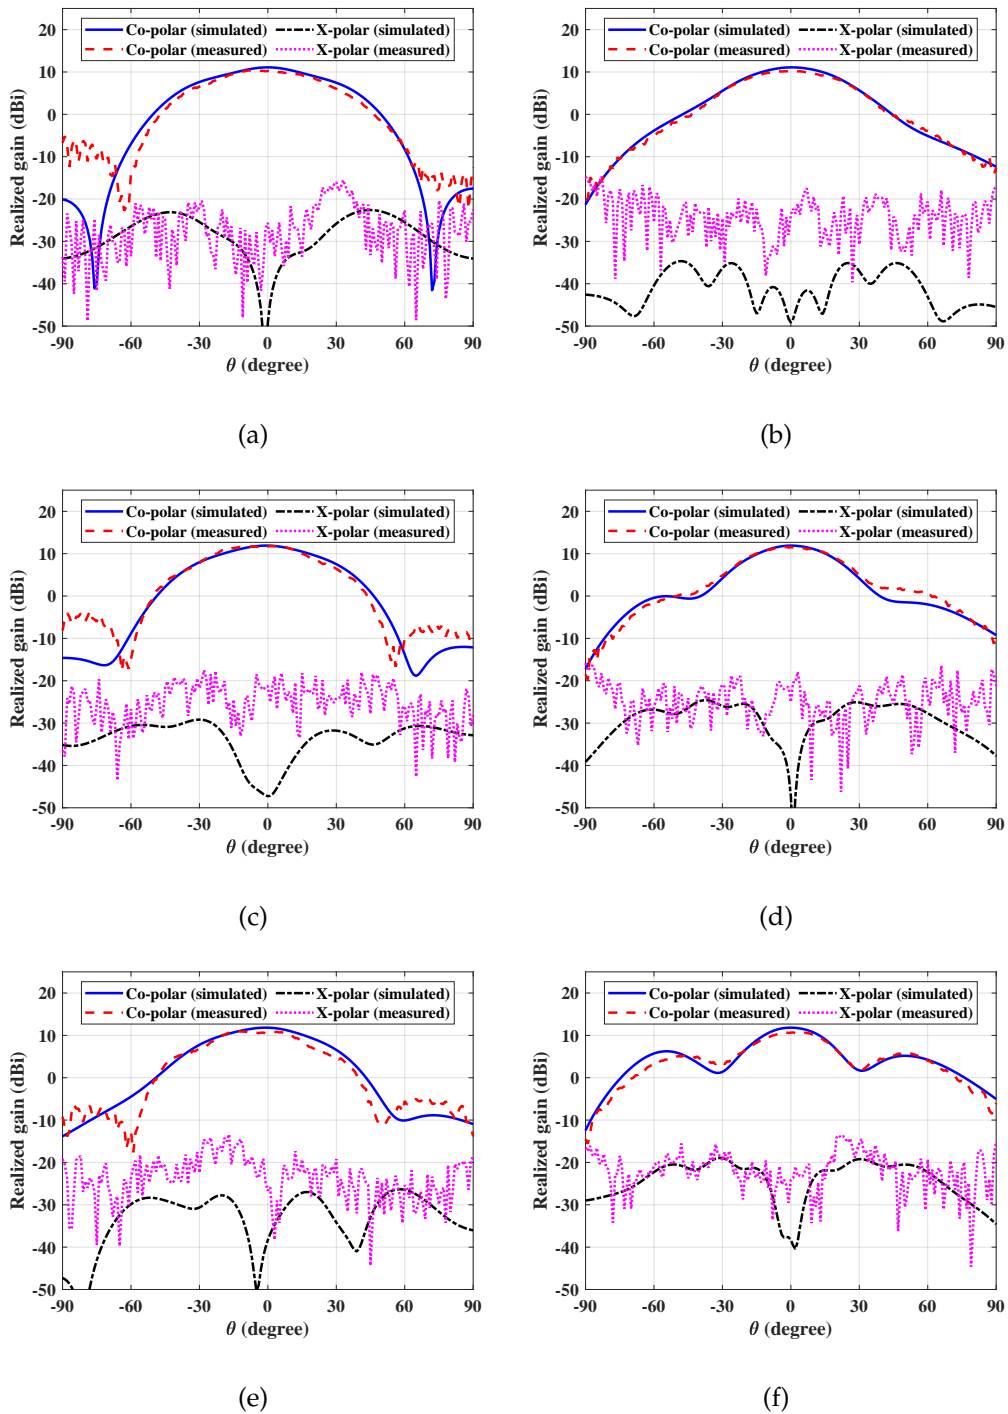 Co-polar (simulated) X-polar (simulated)
Co-polar (measured) X-polar (measured)
Realized gain (dBi)
20
10
0
-10
-20
-30
-40
-50
-90 -60 -30 0 30 60 90
θ (degree)
(a)
Co-polar (simulated) X-polar (simulated)
Co-polar (measured) X-polar (measured)
Realized gain (dBi)
20
10
0
-10
-20
-30
-40
-50
-90 -60 -30 0 30 60 90
θ (degree)
(b)
Co-polar (simulated) X-polar (simulated)
Co-polar (measured) X-polar (measured)
Realized gain (dBi)
20
10
0
-10
-20
-30
-40
-50
-90 -60 -30 0 30 60 90
θ (degree)
(c)
Co-polar (simulated) X-polar (simulated)
Co-polar (measured) X-polar (measured)
Realized gain (dBi)
20
10
0
-10
-20
-30
-40
-50
-90 -60 -30 0 30 60 90
θ (degree)
(d)
Co-polar (simulated) X-polar (simulated)
Co-polar (measured) X-polar (measured)
Realized gain (dBi)
20
10
0
-10
-20
-30
-40
-50
-90 -60 -30 0 30 60 90
θ (degree)
(e)
Co-polar (simulated) X-polar (simulated)
Co-polar (measured) X-polar (measured)
Realized gain (dBi)
20
10
0
-10
-20
-30
-40
-50
-90 -60 -30 0 30 60 90
θ (degree)
(f)